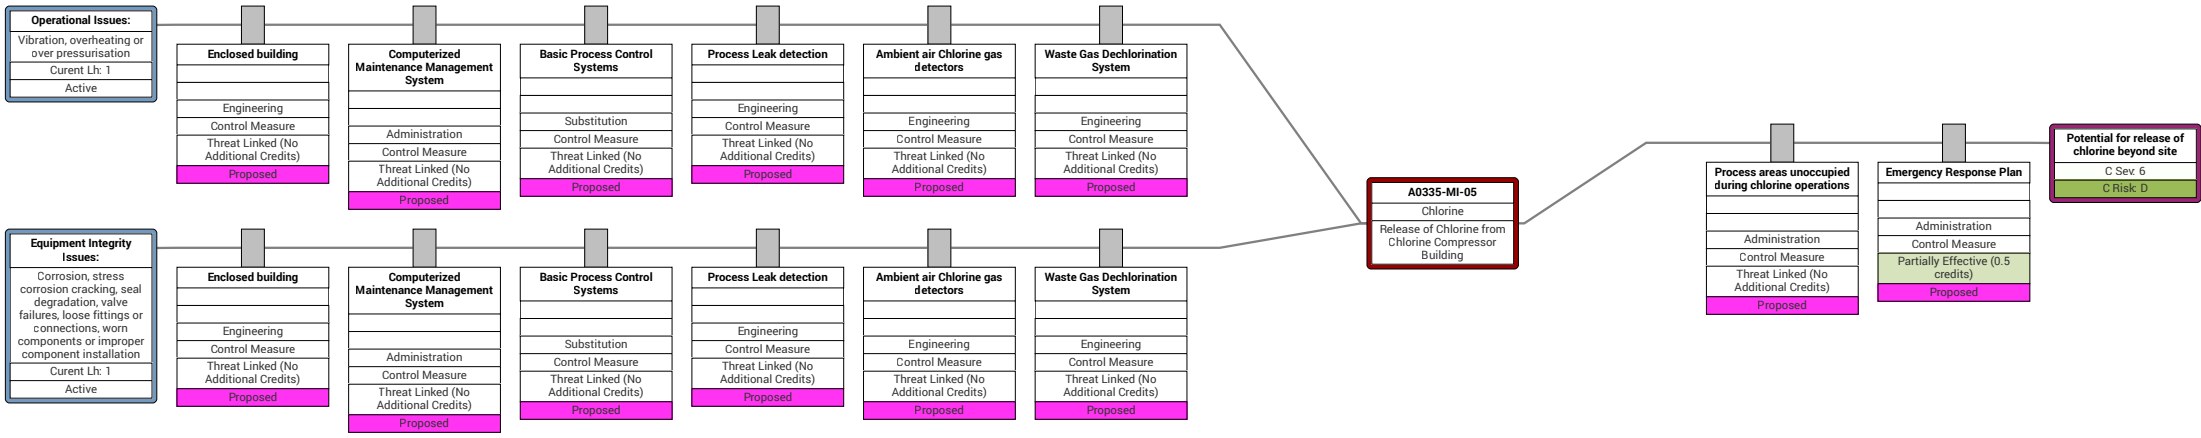 Operational Issues:
Vibration, overheating or
over pressurisation
Curent Lh: 1
Active
Enclosed building
Engineering
Control Measure
Threat Linked (No
Additional Credits)
Proposed
Computerized
Maintenance Management
System
Administration
Control Measure
Threat Linked (No
Additional Credits)
Proposed
Basic Process Control
Systems
Substitution
Control Measure
Threat Linked (No
Additional Credits)
Proposed
Process Leak detection
Engineering
Control Measure
Threat Linked (No
Additional Credits)
Proposed
Ambient air Chlorine gas
detectors
Engineering
Control Measure
Threat Linked (No
Additional Credits)
Proposed
Waste Gas Dechlorination
System
Engineering
Control Measure
Threat Linked (No
Additional Credits)
Proposed
Equipment Integrity
Issues:
Corrosion, stress
corrosion cracking, seal
degradation, valve
failures, loose fittings or
connections, worn
components or improper
component installation
Curent Lh: 1
Active
Enclosed building
Engineering
Control Measure
Threat Linked (No
Additional Credits)
Proposed
Computerized
Maintenance Management
System
Administration
Control Measure
Threat Linked (No
Additional Credits)
Proposed
Basic Process Control
Systems
Substitution
Control Measure
Threat Linked (No
Additional Credits)
Proposed
Process Leak detection
Engineering
Control Measure
Threat Linked (No
Additional Credits)
Proposed
Ambient air Chlorine gas
detectors
Engineering
Control Measure
Threat Linked (No
Additional Credits)
Proposed
Waste Gas Dechlorination
System
Engineering
Control Measure
Threat Linked (No
Additional Credits)
Proposed
A0335-MI-05
Chlorine
Release of Chlorine from
Chlorine Compressor
Building
Process areas unoccupied
during chlorine operations
Administration
Control Measure
Threat Linked (No
Additional Credits)
Proposed
Emergency Response Plan
Administration
Control Measure
Partially Effective (0.5
credits)
Proposed
Potential for release of
chlorine beyond site
C Sev: 6
C Risk: D